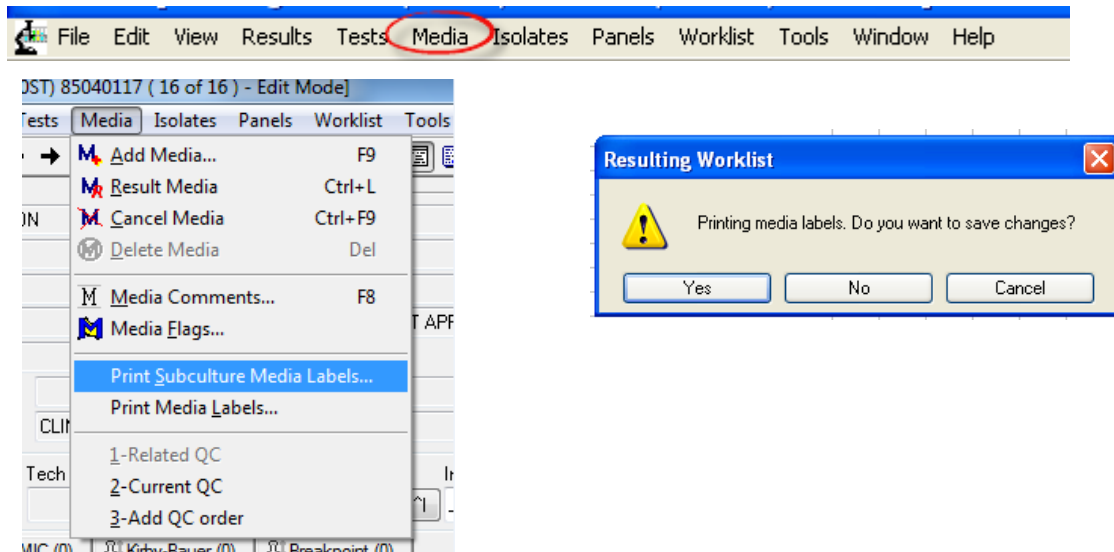 File Edit View Results Tests Media Isolates Panels Worklist Tools Window Help
OST) 85040117 ( 16 of 16 ) - Edit Mode]
Tests Media Isolates Panels Worklist Tools
Add Media... F9
Result Media Ctrl+L
Cancel Media Ctrl+F9
Delete Media Del
Media Comments... F8
Media Flags...
Print Subculture Media Labels...
Print Media Labels...
1-Related QC
2-Current QC
3-Add QC order
Tech
MIC (0) Kirby-Bauer (0) Breakpoint (0)
Resulting Worklist
Printing media labels. Do you want to save changes?
Yes No Cancel